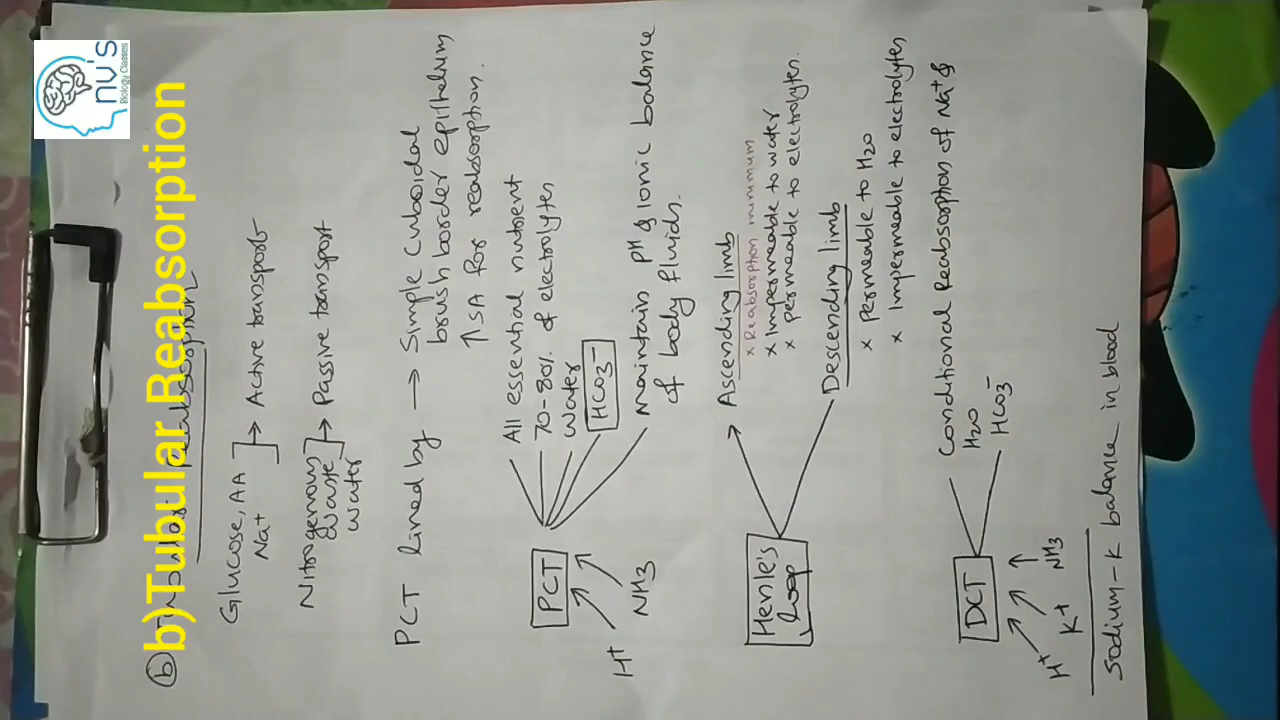 nv's
Biology Classes
b)Tubular Reabsorption
(b) Tubular Reabsorption
Glucose, AA
Na+ → Active transport
Nitrogenous
waste
water → Passive transport
PCT lined by → Simple cuboidal
brush border epithelium
↑SA for reabsorption.
PCT
All essential nutrient
70-80% of electrolytes
water
HCO3−
maintain pH & ionic balance
of body fluids.
H+ NH3
Henle's
Loop
Ascending limb
x Reabsorption minimum
x Impermeable to water
x permeable to electrolytes.
Descending limb
x Permeable to H2O
x Impermeable to electrolytes
DCT
Conditional Reabsorption of Na+ &
H2O
HCO3−
H+ K+ NH3
Sodium-K balance in blood